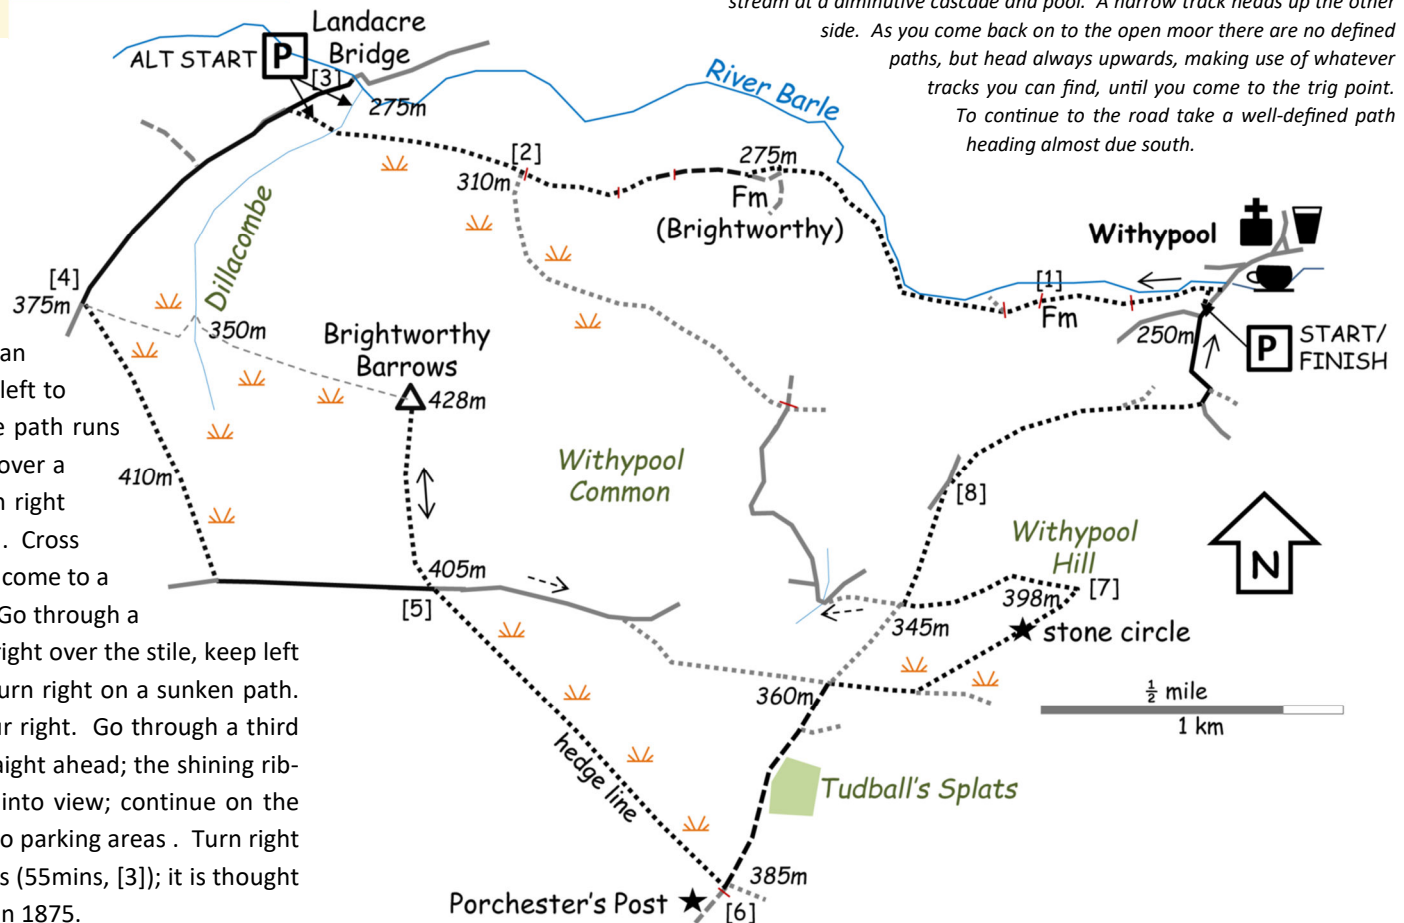 stream at a diminutive cascade and pool. A narrow track heads up the other
side. As you come back on to the open moor there are no defined
paths, but head always upwards, making use of whatever
tracks you can find, until you come to the trig point.
To continue to the road take a well-defined path
heading almost due south.
Landacre
Bridge
ALT START
P
[3]
275m
River Barle
[2]
310m
275m
Fm
(Brightworthy)
Withypool
[1]
Fm
250m
P
START/
FINISH
Dillacombe
[4]
375m
350m
Brightworthy
Barrows
428m
410m
Withypool
Common
[8]
Withypool
Hill
N
405m
[5]
398m
[7]
345m
stone circle
360m
½ mile
1 km
hedge line
Tudball's Splats
385m
Porchester's Post
[6]
an
left to
e path runs
over a
n right
. Cross
come to a
Go through a
right over the stile, keep left
urn right on a sunken path.
ur right. Go through a third
aight ahead; the shining rib-
into view; continue on the
o parking areas . Turn right
s (55mins, [3]); it is thought
n 1875.